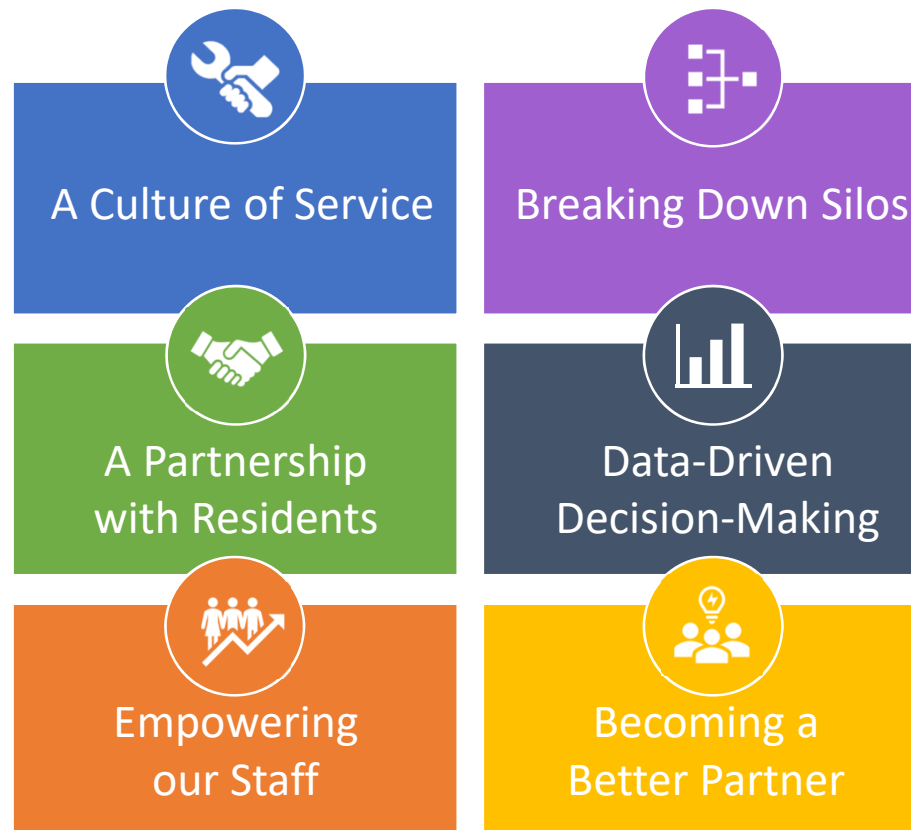 A Culture of Service
Breaking Down Silos
A Partnership
with Residents
Data-Driven
Decision-Making
Empowering
our Staff
Becoming a
Better Partner